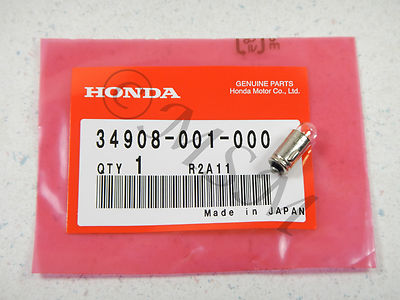 HONDA
GENUINE PARTS
Honda Motor Co., Ltd.
34908-001-000
QTY 1 R2A11
Made in JAPAN